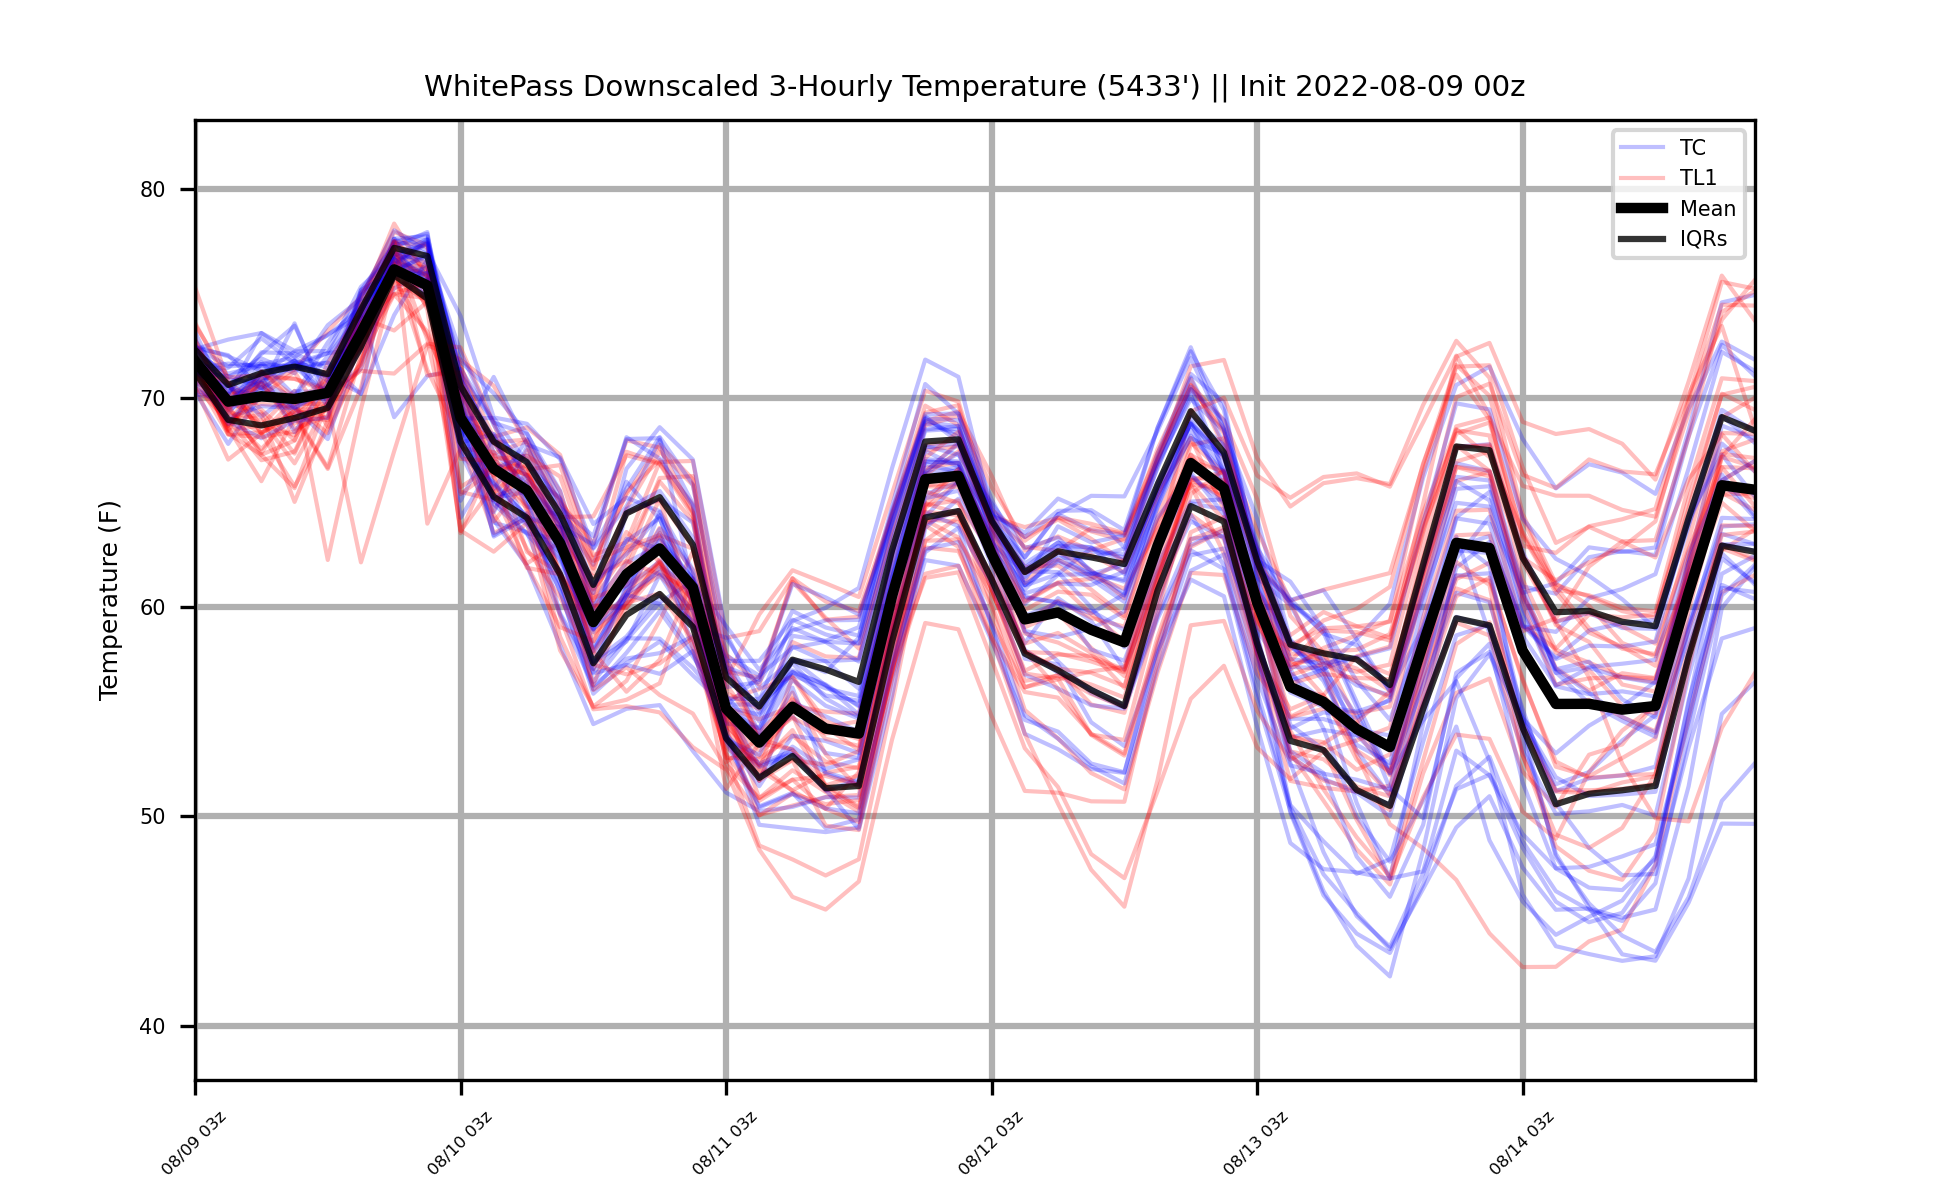 WhitePass Downscaled 3-Hourly Temperature (5433') || Init 2022-08-09 00z
TC
TL1
Mean
IQRs
Temperature (F)
80
70
60
50
40
08/09 03z
08/10 03z
08/11 03z
08/12 03z
08/13 03z
08/14 03z